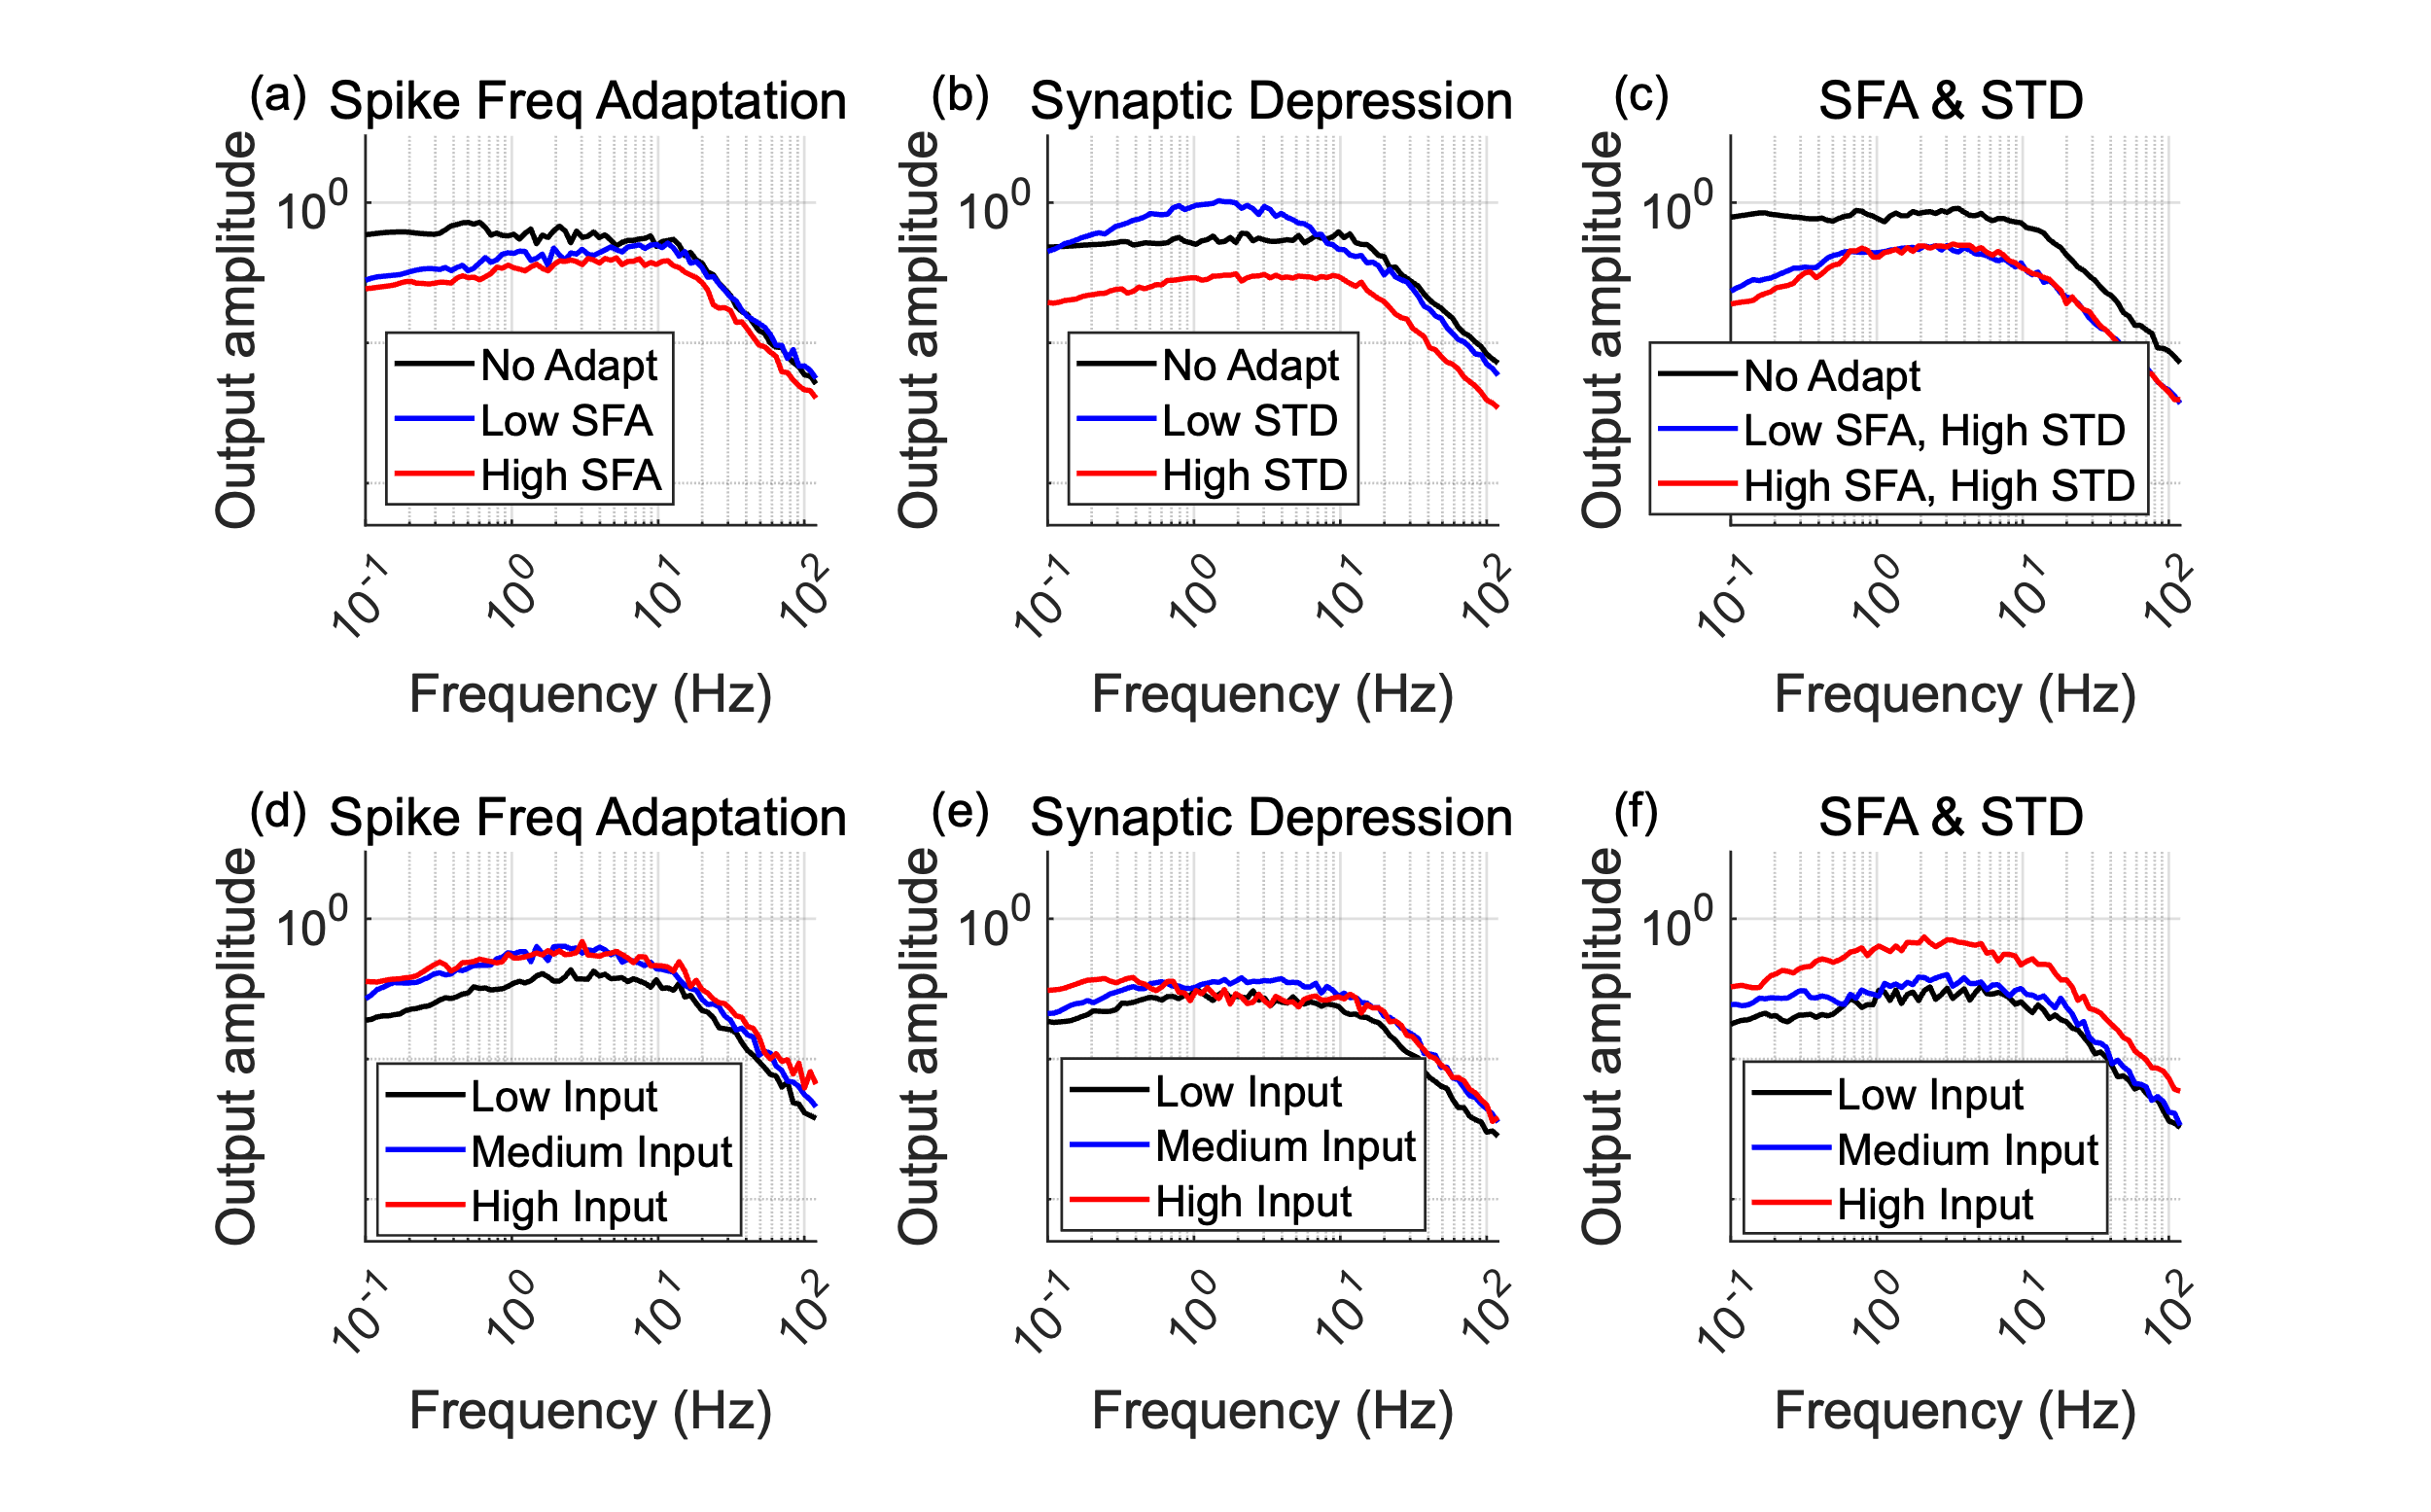 (a) Spike Freq Adaptation
Output amplitude
10^0
No Adapt
Low SFA
High SFA
10^-1 10^0 10^1 10^2
Frequency (Hz)
(b) Synaptic Depression
Output amplitude
10^0
No Adapt
Low STD
High STD
10^-1 10^0 10^1 10^2
Frequency (Hz)
(c) SFA & STD
Output amplitude
10^0
No Adapt
Low SFA, High STD
High SFA, High STD
10^-1 10^0 10^1 10^2
Frequency (Hz)
(d) Spike Freq Adaptation
Output amplitude
10^0
Low Input
Medium Input
High Input
10^-1 10^0 10^1 10^2
Frequency (Hz)
(e) Synaptic Depression
Output amplitude
10^0
Low Input
Medium Input
High Input
10^-1 10^0 10^1 10^2
Frequency (Hz)
(f) SFA & STD
Output amplitude
10^0
Low Input
Medium Input
High Input
10^-1 10^0 10^1 10^2
Frequency (Hz)